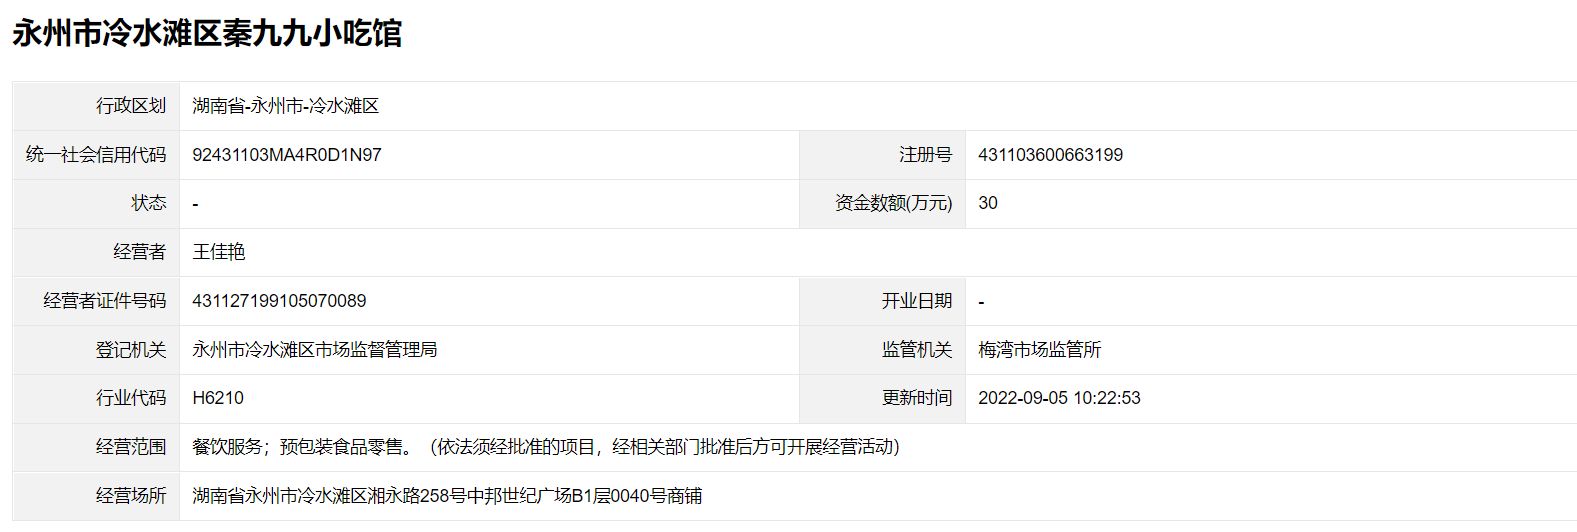 永州市冷水滩区秦九九小吃馆
行政区划 湖南省-永州市-冷水滩区
统一社会信用代码 92431103MA4R0D1N97 注册号 431103600663199
状态 - 资金数额(万元) 30
经营者 王佳艳
经营者证件号码 431127199105070089 开业日期 -
登记机关 永州市冷水滩区市场监督管理局 监管机关 梅湾市场监管所
行业代码 H6210 更新时间 2022-09-05 10:22:53
经营范围 餐饮服务；预包装食品零售。（依法须经批准的项目，经相关部门批准后方可开展经营活动）
经营场所 湖南省永州市冷水滩区湘永路258号中邦世纪广场B1层0040号商铺